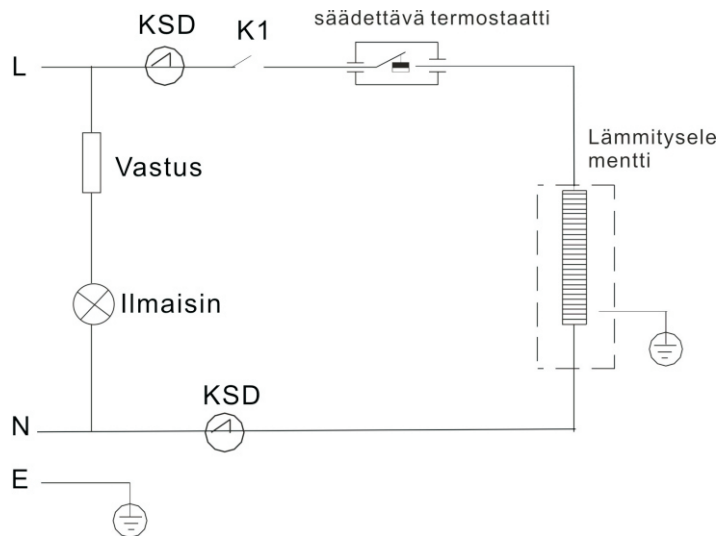 KSD
K1
säädettävä termostaatti
L
Lämmitysele
mentti
Vastus
Ilmaisin
KSD
N
E